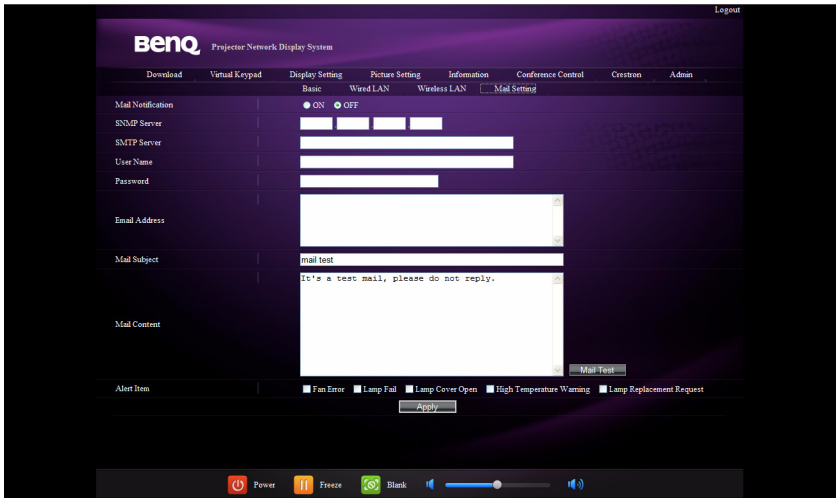 Logout
BenQ Projector Network Display System
Download Virtual Keypad Display Setting Picture Setting Information Conference Control Crestron Admin
Basic Wired LAN Wireless LAN Mail Setting
Mail Notification ON OFF
SNMP Server
SMTP Server
User Name
Password
Email Address
Mail Subject mail test
It's a test mail, please do not reply.
Mail Content
Mail Test
Alert Item Fan Error Lamp Fail Lamp Cover Open High Temperature Warning Lamp Replacement Request
Apply
Power Freeze Blank